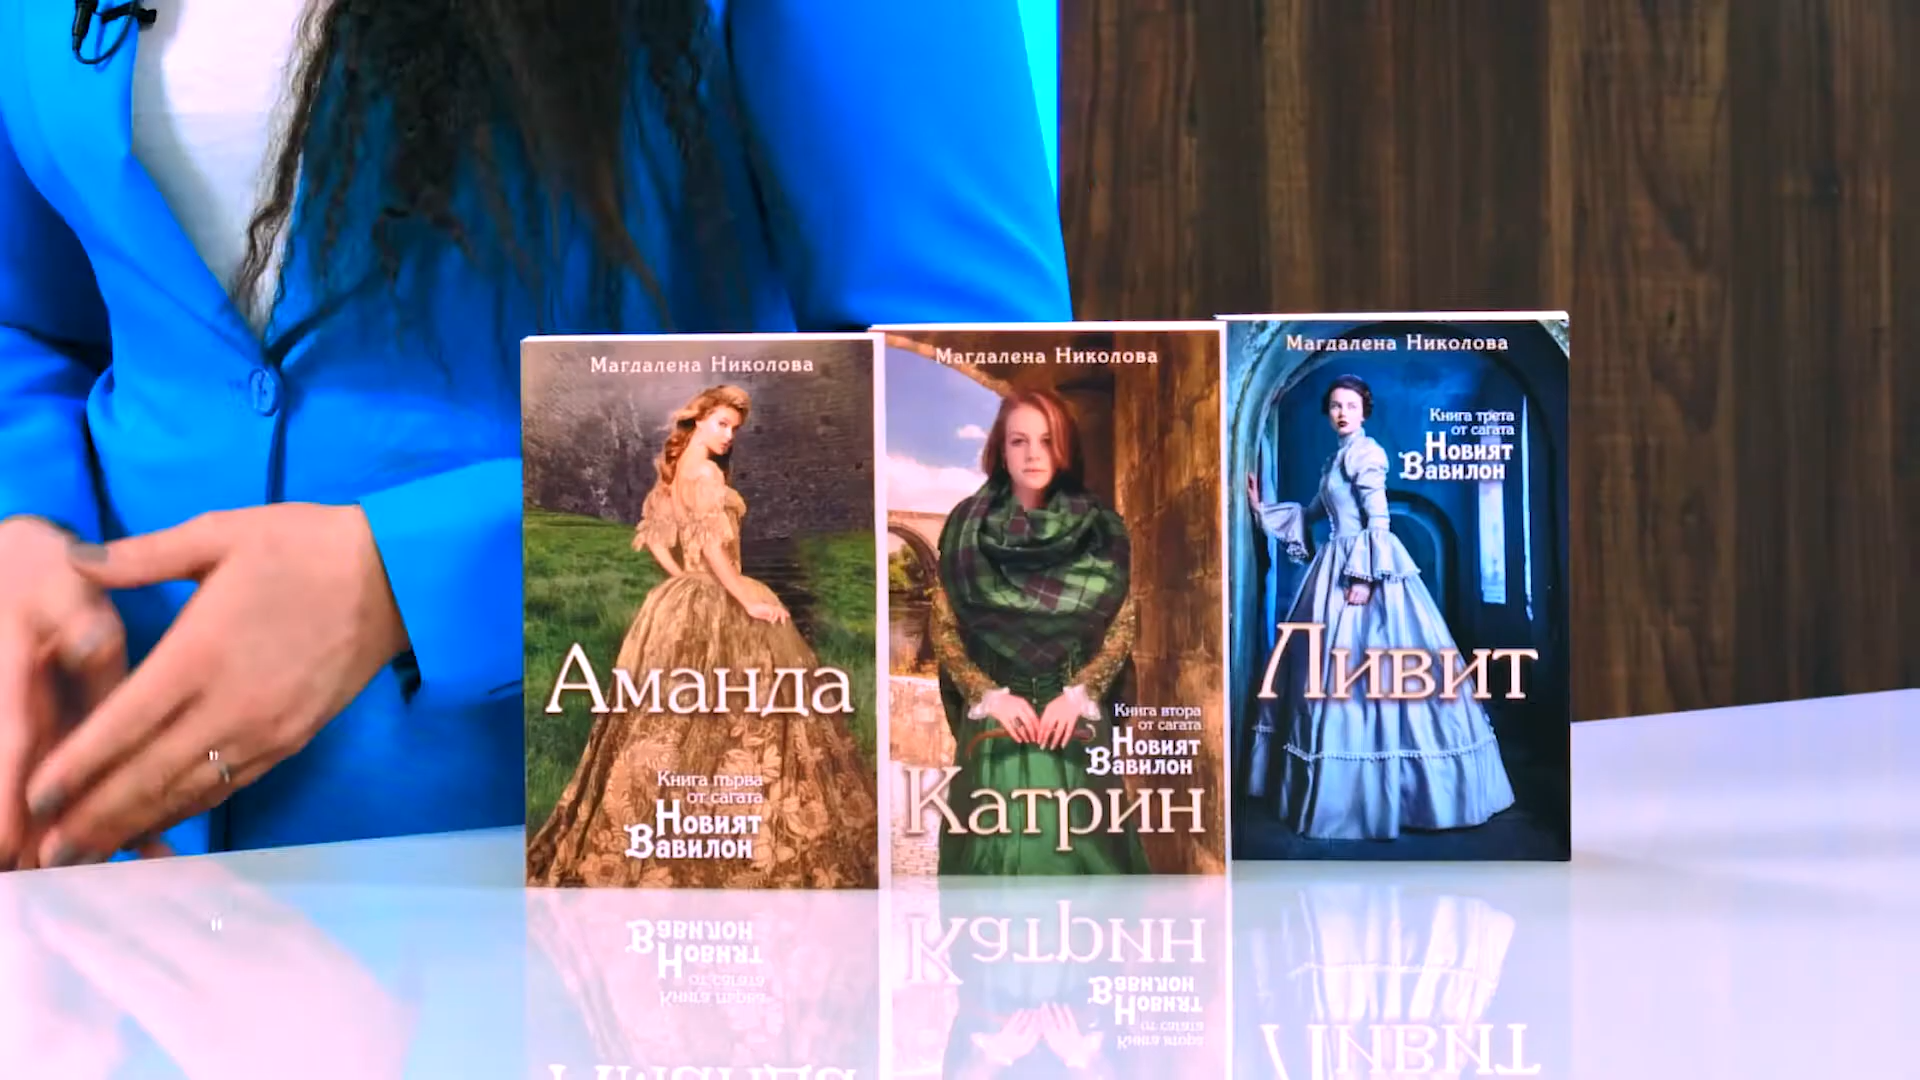 Магдалена Николова
Аманда
Книга първа
от сагата
Новият
Вавилон
Магдалена Николова
Книга втора
от сагата
Новият
Вавилон
Катрин
Магдалена Николова
Книга трета
от сагата
Новият
Вавилон
Ливит